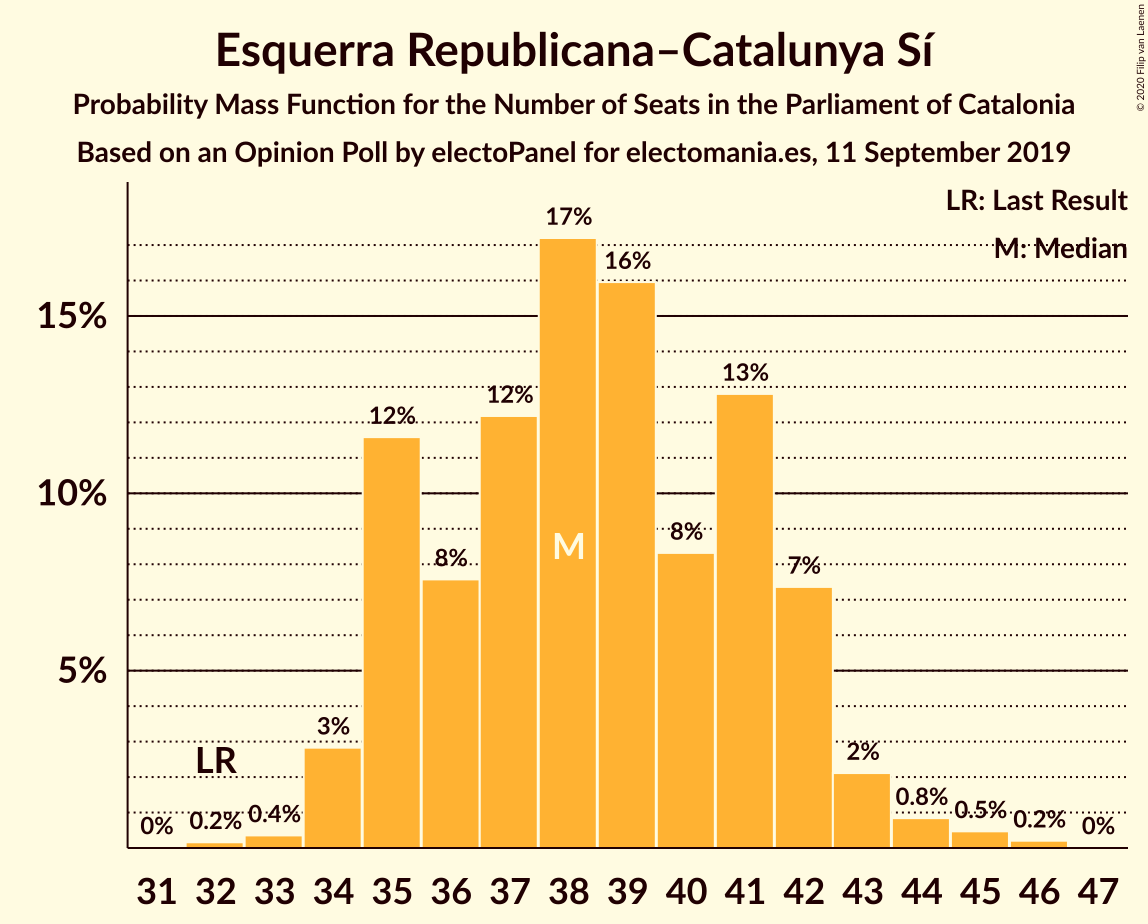 Esquerra Republicana–Catalunya Sí
Probability Mass Function for the Number of Seats in the Parliament of Catalonia
Based on an Opinion Poll by electoPanel for electomania.es, 11 September 2019
© 2020 Filip van Laenen
LR: Last Result
M: Median
15%
10%
5%
0%
0.2%
0.4%
3%
12%
8%
12%
17%
16%
8%
13%
7%
2%
0.8%
0.5%
0.2%
0%
LR
M
31 32 33 34 35 36 37 38 39 40 41 42 43 44 45 46 47